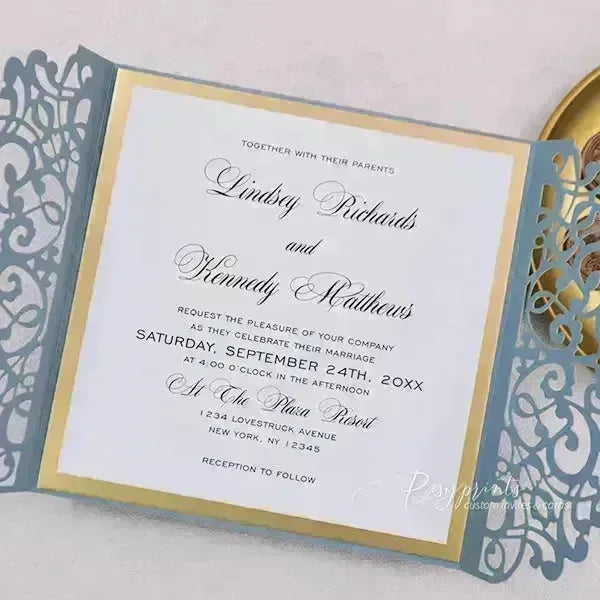 TOGETHER WITH THEIR PARENTS
Lindsey Richards
and
Kennedy Matthews
REQUEST THE PLEASURE OF YOUR COMPANY
AS THEY CELEBRATE THEIR MARRIAGE
SATURDAY, SEPTEMBER 24TH, 20XX
AT 4:00 O'CLOCK IN THE AFTERNOON
At The Plaza Resort
1234 LOVESTRUCK AVENUE
NEW YORK, NY 12345
RECEPTION TO FOLLOW
Posyprints
custom invites & cards